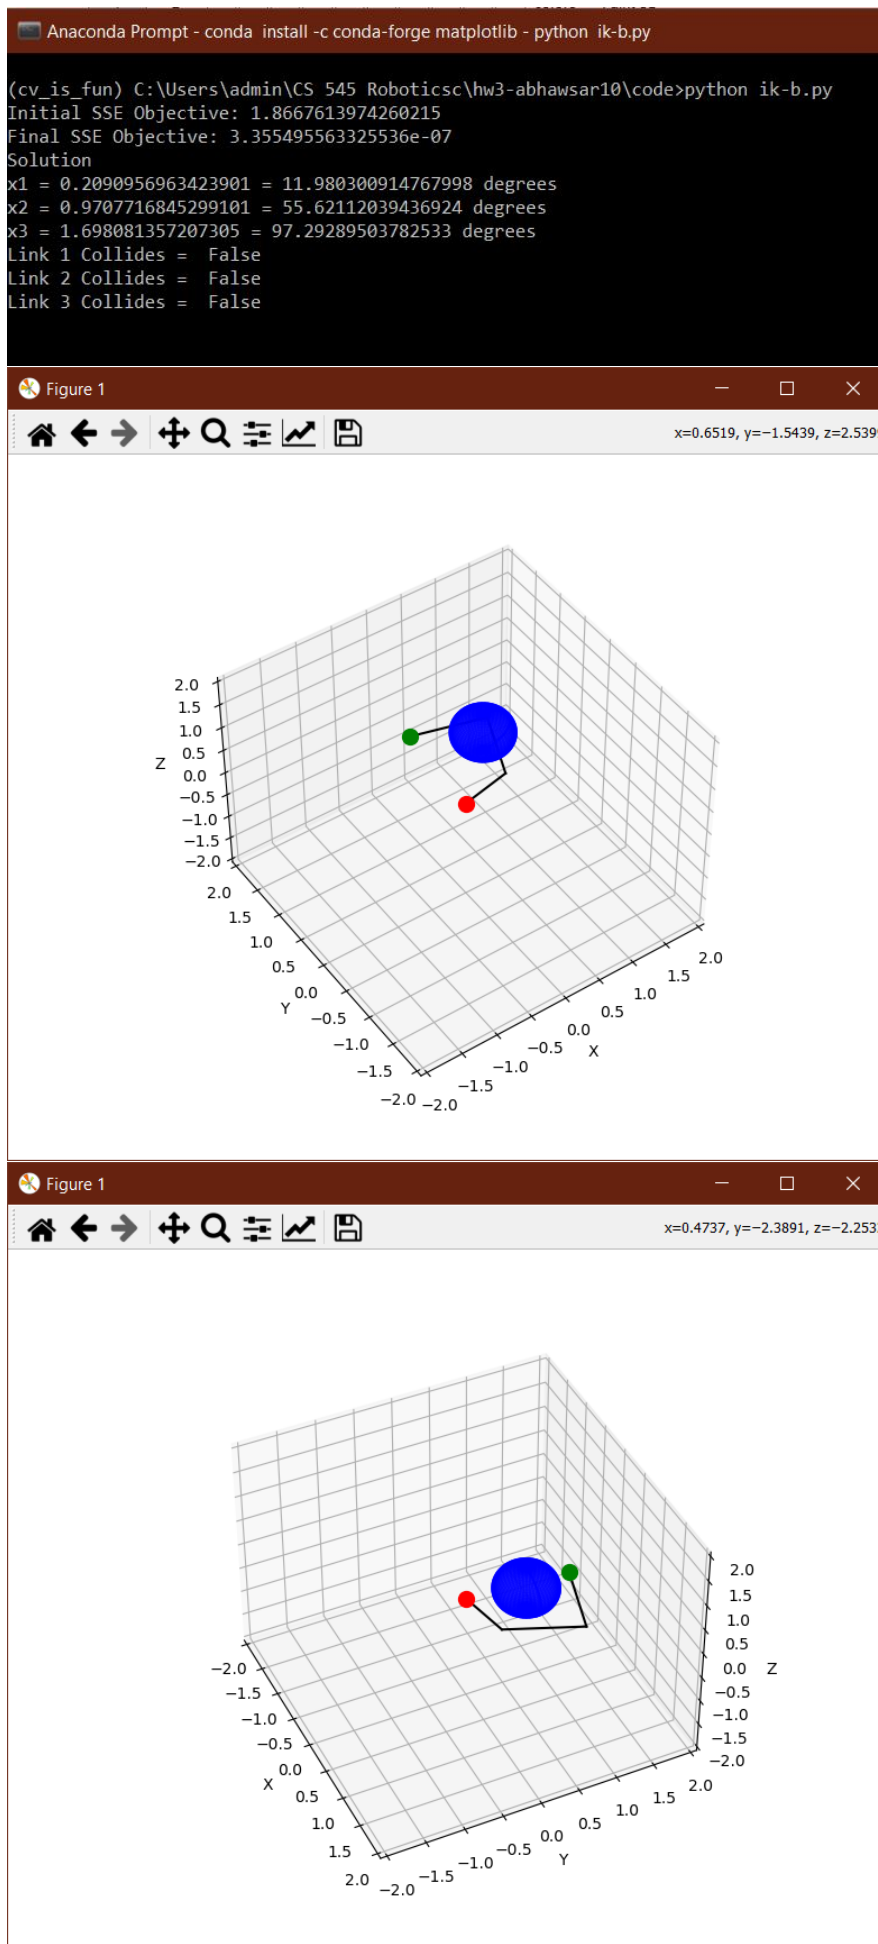 Anaconda Prompt - conda  install -c conda-forge matplotlib - python  ik-b.py
(cv_is_fun) C:\Users\admin\CS 545 Roboticsc\hw3-abhawsar10\code>python ik-b.py
Initial SSE Objective: 1.8667613974260215
Final SSE Objective: 3.355495563325536e-07
Solution
x1 = 0.2090956963423901 = 11.980300914767998 degrees
x2 = 0.9707716845299101 = 55.62112039436924 degrees
x3 = 1.698081357207305 = 97.29289503782533 degrees
Link 1 Collides =  False
Link 2 Collides =  False
Link 3 Collides =  False
Figure 1
x=0.6519, y=−1.5439, z=2.539
2.0
1.5
1.0
0.5
Z
0.0
−0.5
−1.0
−1.5
−2.0
2.0
1.5
1.0
0.5
0.0
Y
−0.5
−1.0
−1.5
−2.0
−2.0
−1.5
−1.0
−0.5
X
0.0
0.5
1.0
1.5
2.0
Figure 1
x=0.4737, y=−2.3891, z=−2.253
2.0
1.5
1.0
0.5
0.0
Z
−0.5
−1.0
−1.5
−2.0
−2.0
−1.5
−1.0
−0.5
0.0
X
0.5
1.0
1.5
2.0
−2.0
−1.5
−1.0
−0.5
Y
0.0
0.5
1.0
1.5
2.0